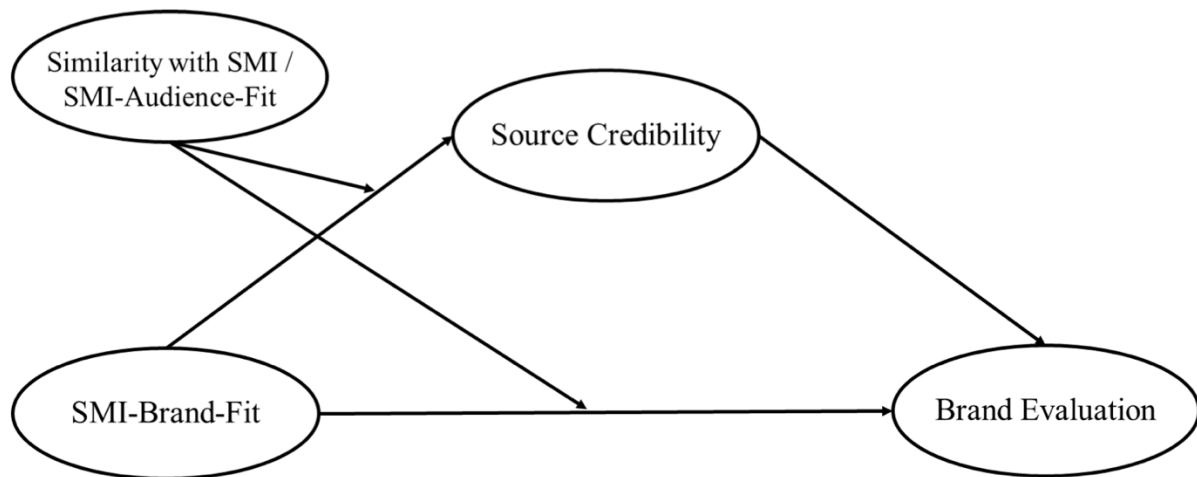 Similarity with SMI /
SMI-Audience-Fit
Source Credibility
SMI-Brand-Fit
Brand Evaluation